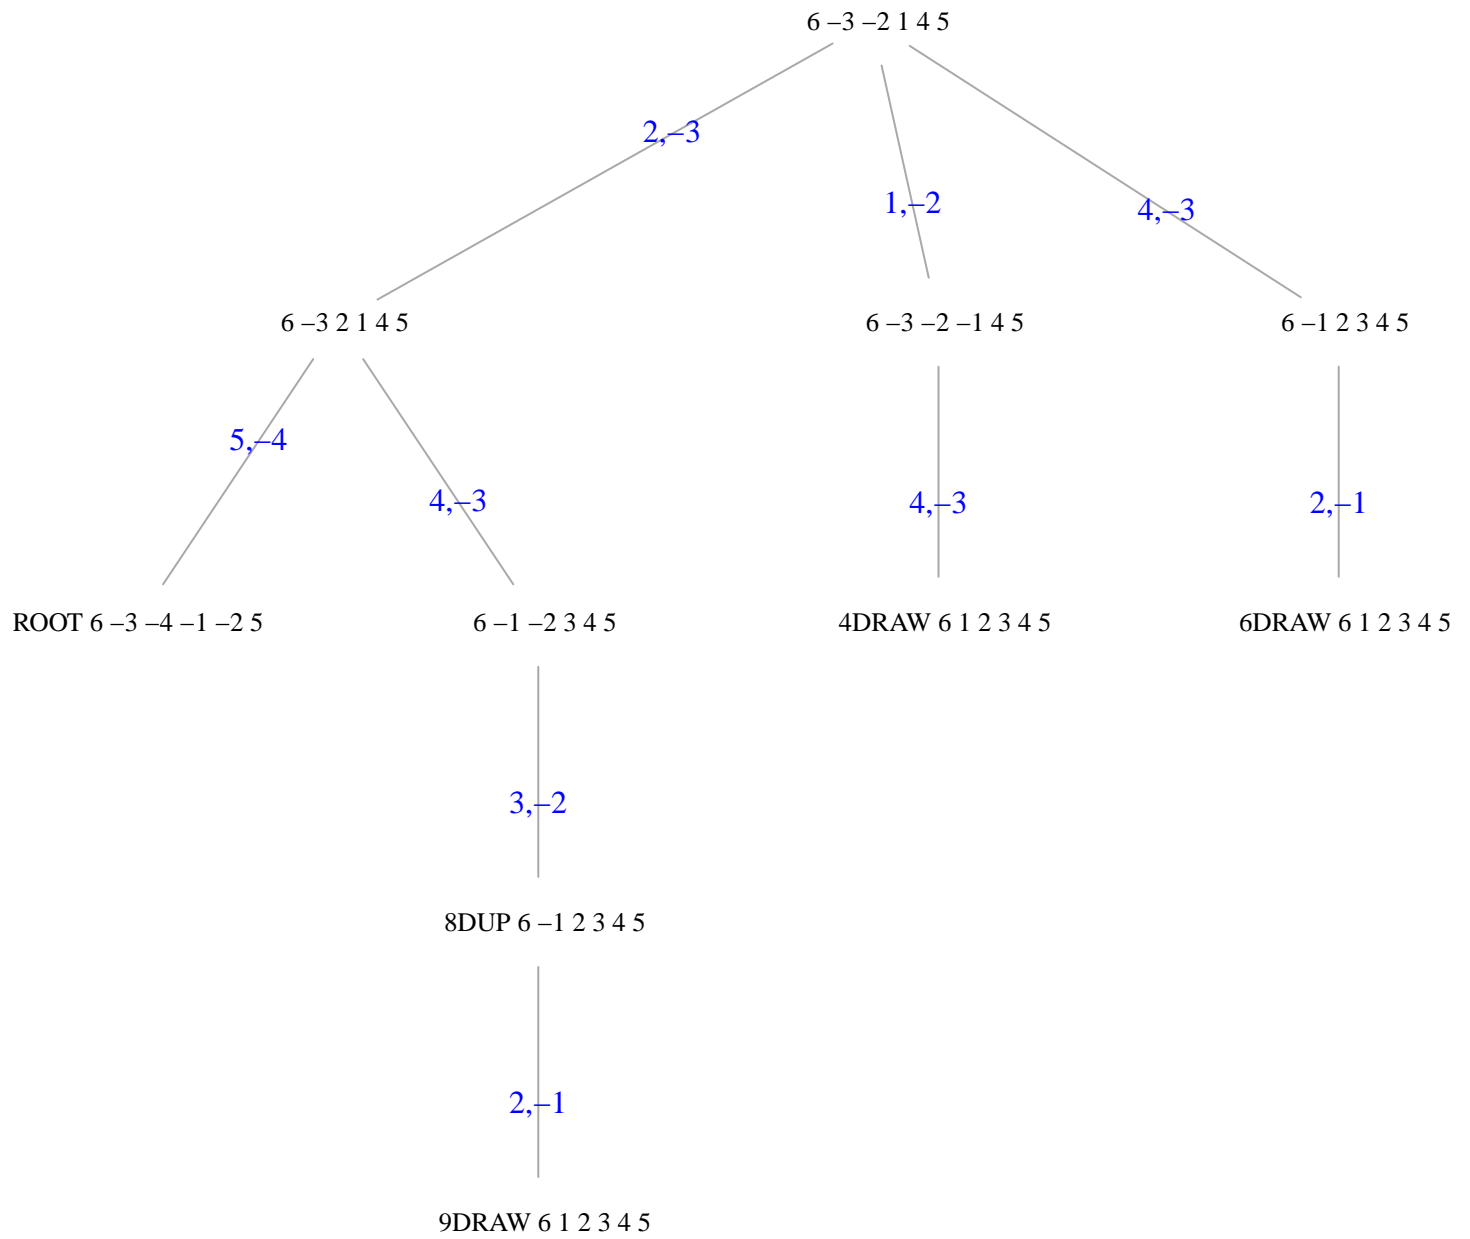 6 –3 –2 1 4 5
2,–3
1,–2
4,–3
6 –3 2 1 4 5
6 –3 –2 –1 4 5
6 –1 2 3 4 5
5,–4
4,–3
4,–3
2,–1
ROOT 6 –3 –4 –1 –2 5
6 –1 –2 3 4 5
4DRAW 6 1 2 3 4 5
6DRAW 6 1 2 3 4 5
3,–2
8DUP 6 –1 2 3 4 5
2,–1
9DRAW 6 1 2 3 4 5